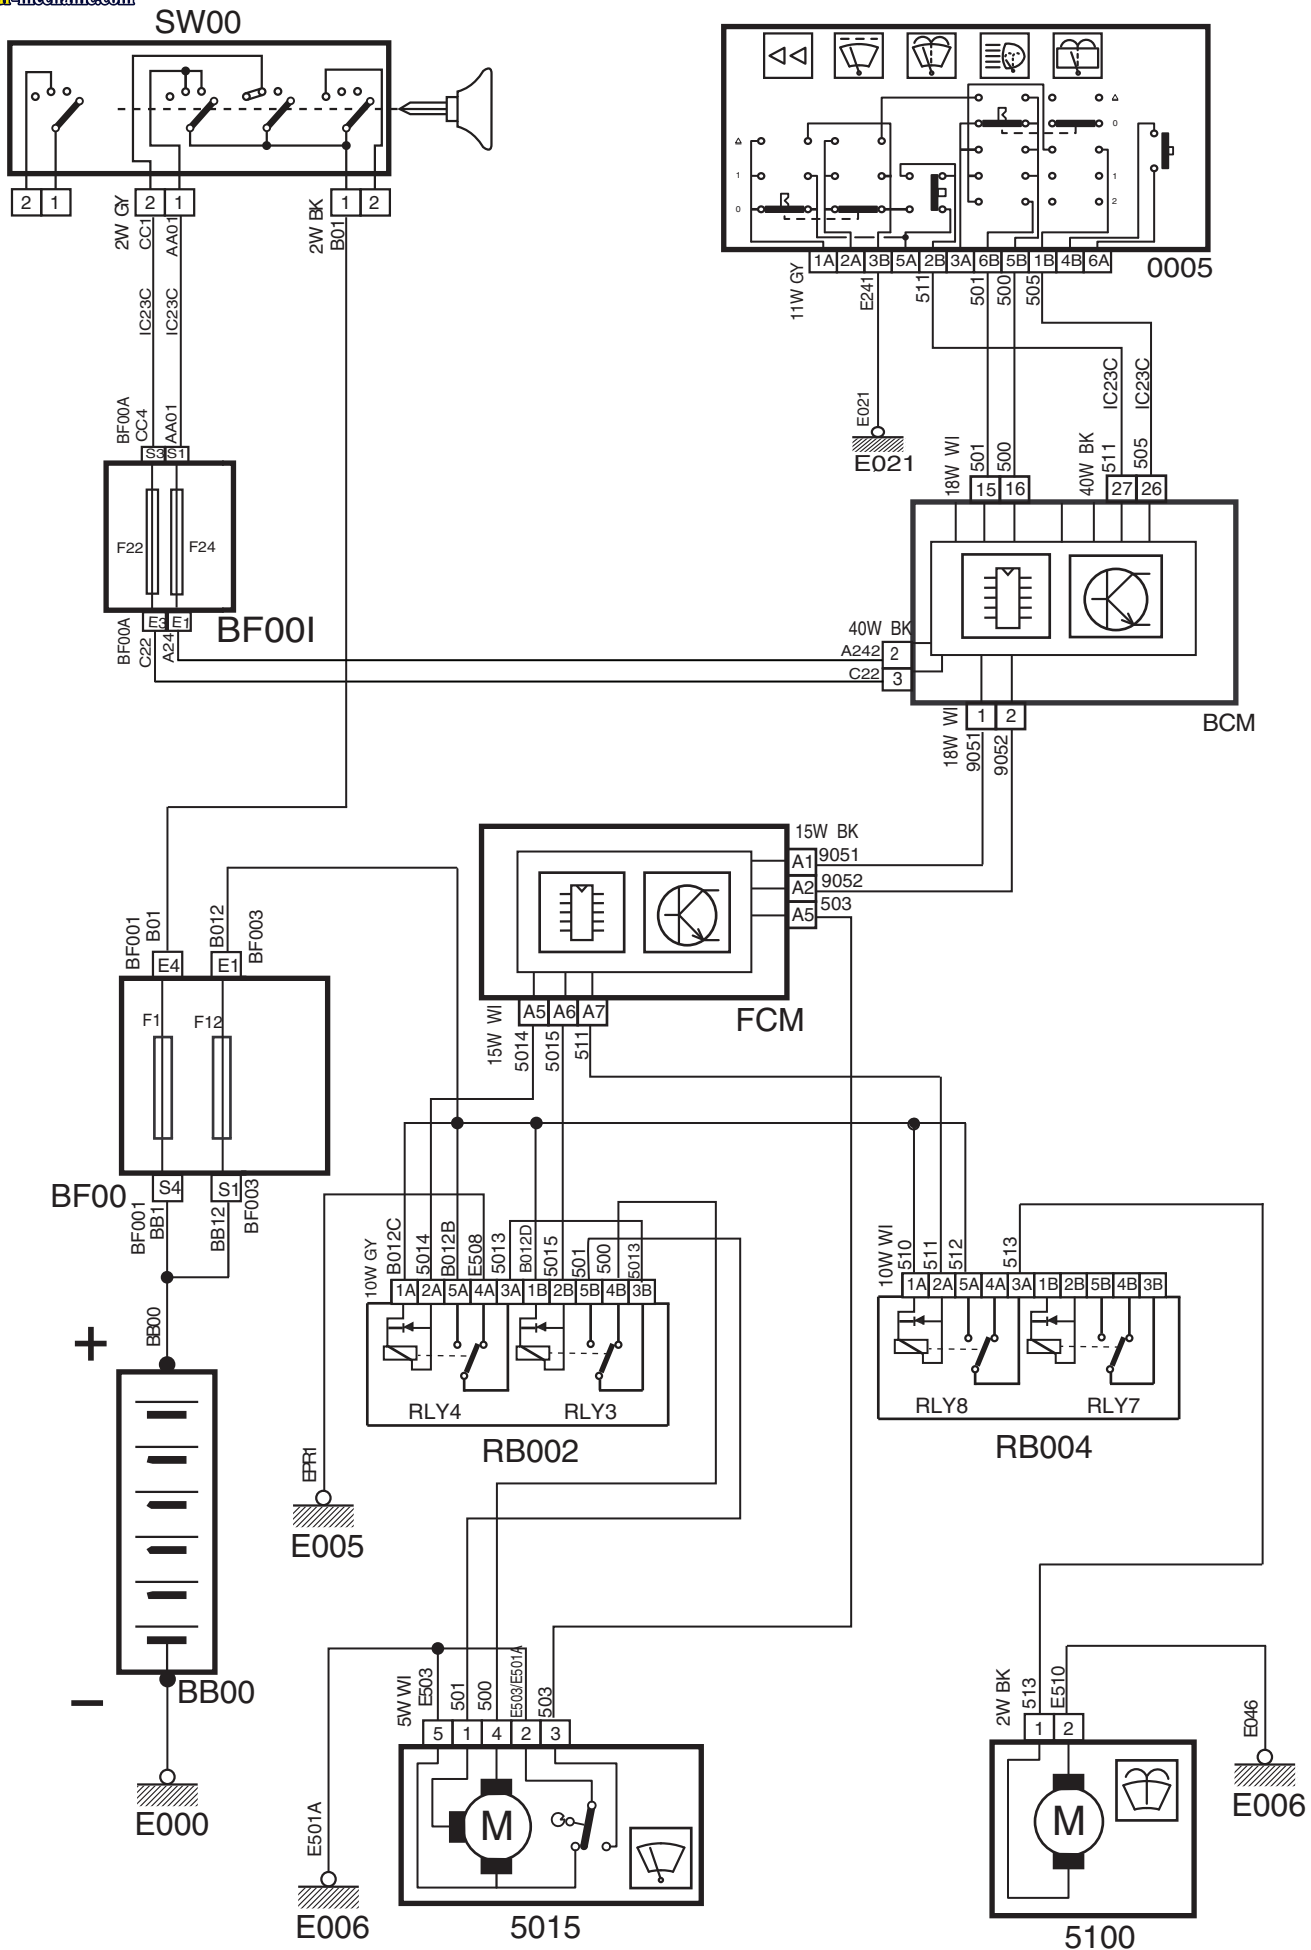 -mechanic.com
SW00
2 1
2 1
1 2
2W GY
CC1
AA01
2W BK
B01
IC23C
IC23C
BF00A
CC4
AA01
S3 S1
F22
F24
E3 E1
BF00I
BF00A
C22
A24
1
0
0
1
2
1A 2A 3B 5A 2B 3A 6B 5B 1B 4B 6A
0005
11W GY
E241
511
501
500
505
E021
E021
IC23C
IC23C
18W WI
501
500
40W BK
511
505
15 16
27 26
40W BK
A242
2
C22
3
1 2
BCM
18W WI
9051
9052
15W BK
A1 9051
A2 9052
A5 503
A5 A6 A7
FCM
15W WI
5014
5015
511
BF001
B01
B012
BF003
E4 E1
F1
F12
S4 S1
BF00
BF001
BB1
BB12
BF003
BB00
+
−
BB00
E000
10W GY
B012C
5014
B012B
E508
5013
B012D
5015
501
500
5013
1A 2A 5A 4A 3A 1B 2B 5B 4B 3B
RLY4
RLY3
RB002
10W WI
510
511
512
513
1A 2A 5A 4A 3A 1B 2B 5B 4B 3B
RLY8
RLY7
RB004
EPR1
E005
5W WI
E503
501
500
E503/E501A
503
5 1 4 2 3
M
5015
E501A
E006
2W BK
513
E510
1 2
M
5100
E046
E006